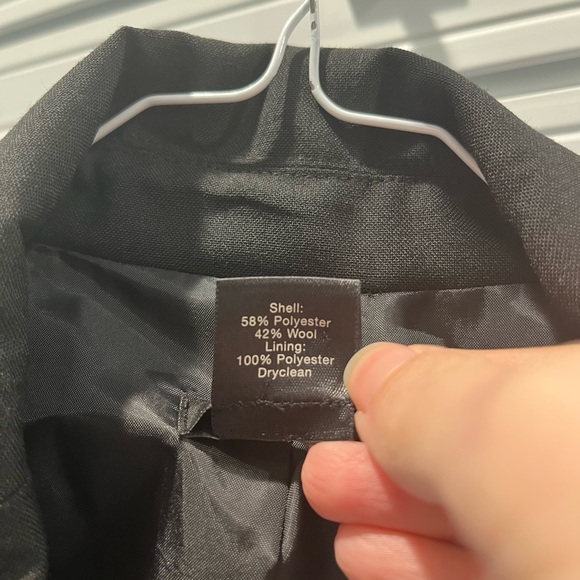 Shell:
58% Polyester
42% Wool
Lining:
100% Polyester
Dryclean